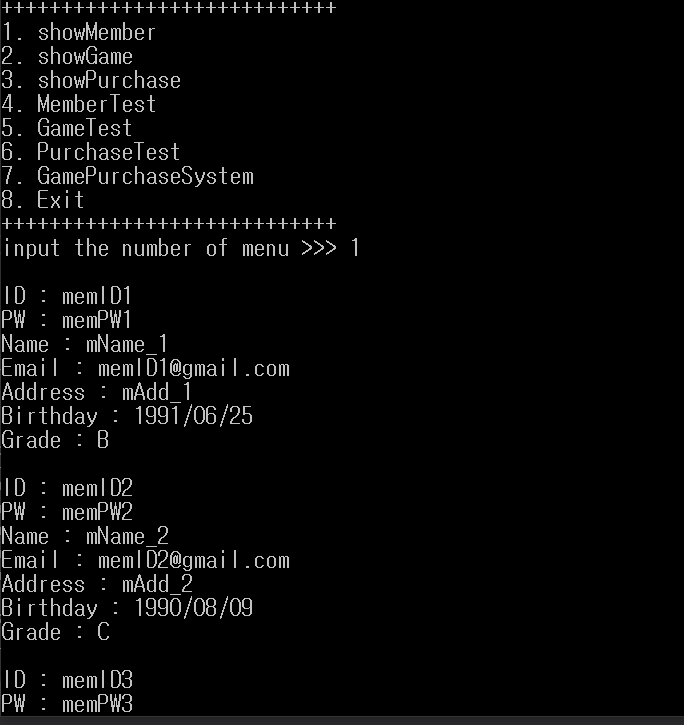 ++++++++++++++++++++++++++++
1. showMember
2. showGame
3. showPurchase
4. MemberTest
5. GameTest
6. PurchaseTest
7. GamePurchaseSystem
8. Exit
++++++++++++++++++++++++++++
input the number of menu >>> 1
ID : memID1
PW : memPW1
Name : mName_1
Email : memID1@gmail.com
Address : mAdd_1
Birthday : 1991/06/25
Grade : B
ID : memID2
PW : memPW2
Name : mName_2
Email : memID2@gmail.com
Address : mAdd_2
Birthday : 1990/08/09
Grade : C
ID : memID3
PW : memPW3